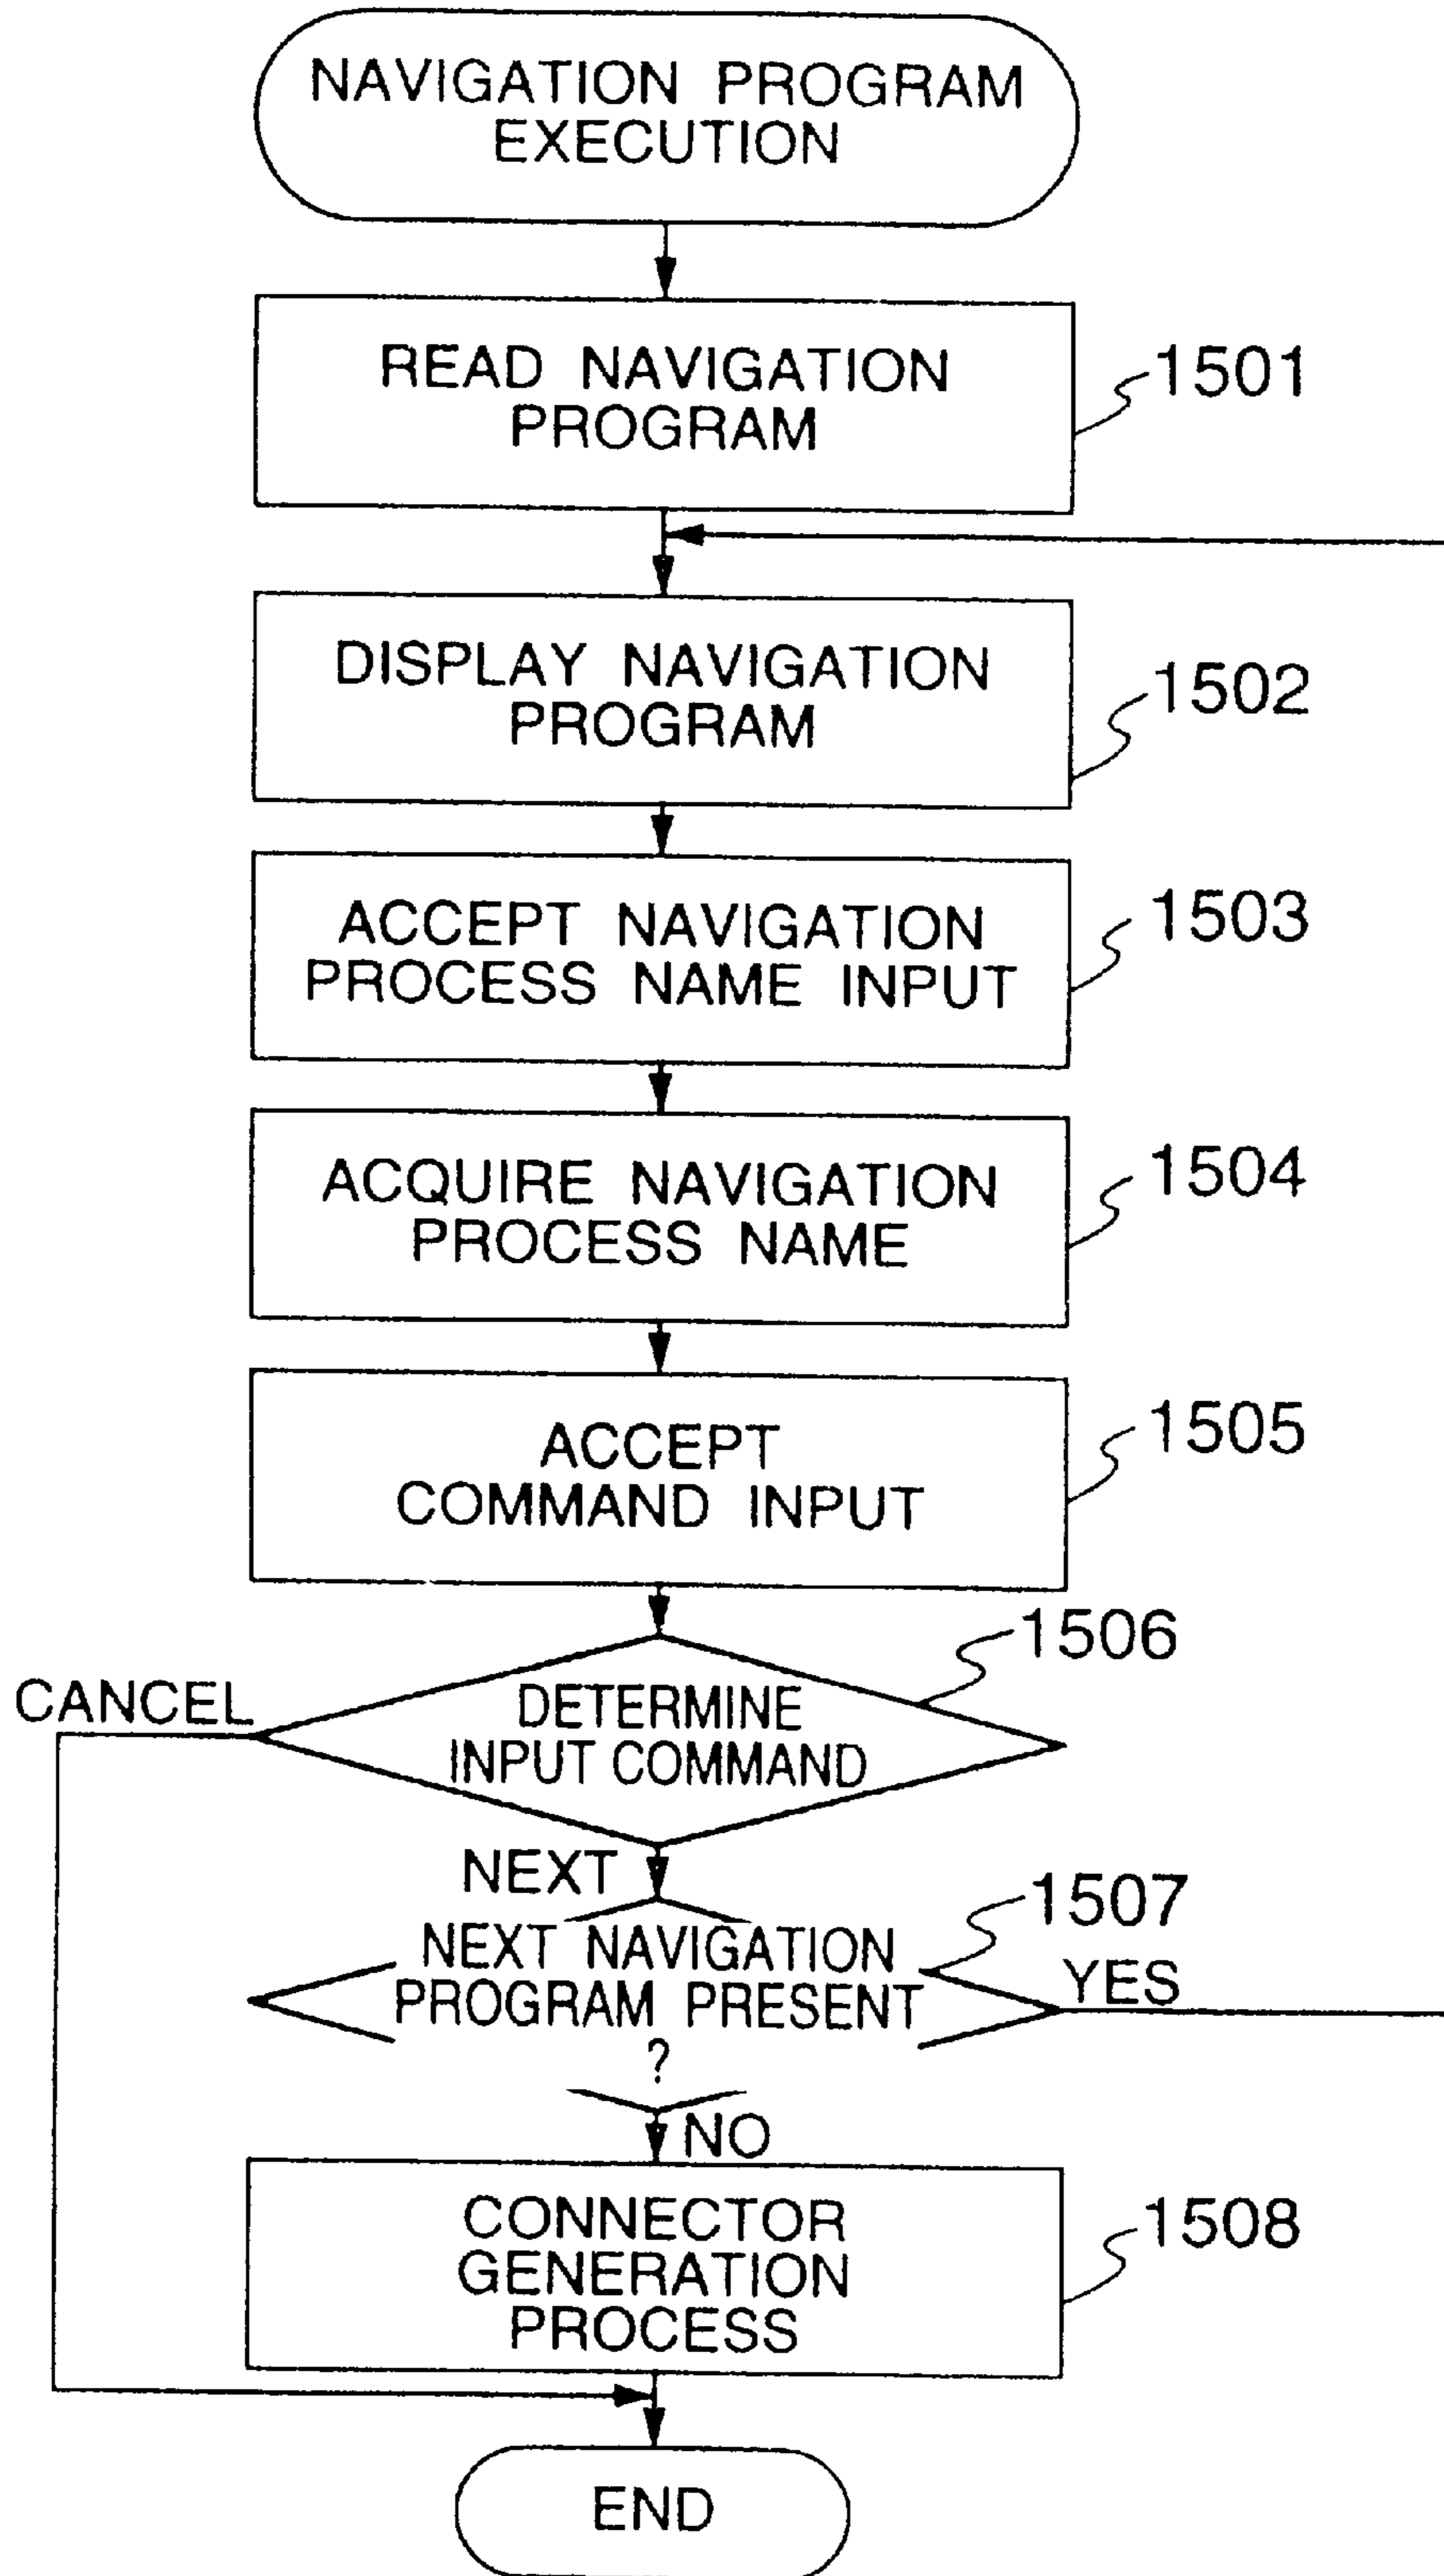 NAVIGATION PROGRAM
EXECUTION
READ NAVIGATION
PROGRAM
1501
DISPLAY NAVIGATION
PROGRAM
1502
ACCEPT NAVIGATION
PROCESS NAME INPUT
1503
ACQUIRE NAVIGATION
PROCESS NAME
1504
ACCEPT
COMMAND INPUT
1505
1506
CANCEL
DETERMINE
INPUT COMMAND
NEXT
1507
NEXT NAVIGATION
PROGRAM PRESENT
?
YES
NO
CONNECTOR
GENERATION
PROCESS
1508
END